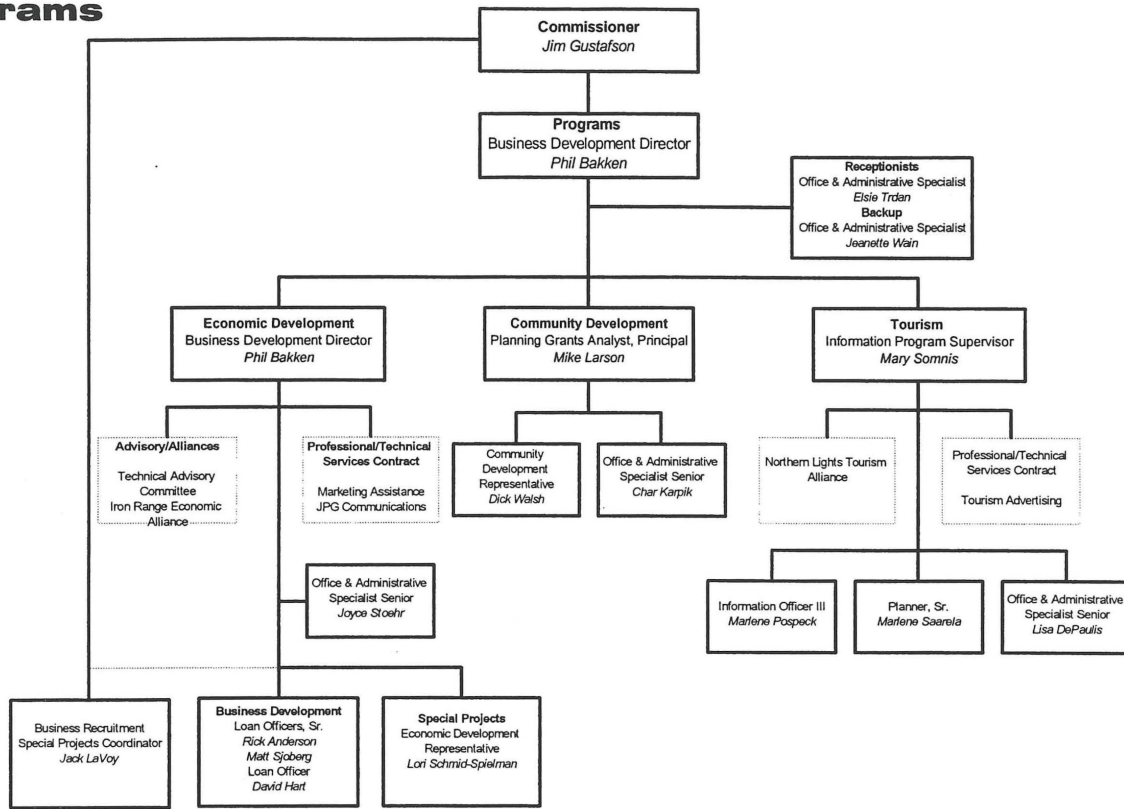 rams
Commissioner
Jim Gustafson
Programs
Business Development Director
Phil Bakken
Receptionists
Office & Administrative Specialist
Elsie Trdan
Backup
Office & Administrative Specialist
Jeanette Wain
Economic Development
Business Development Director
Phil Bakken
Community Development
Planning Grants Analyst, Principal
Mike Larson
Tourism
Information Program Supervisor
Mary Somnis
Advisory/Alliances
Technical Advisory
Committee
Iron Range Economic
Alliance
Professional/Technical
Services Contract
Marketing Assistance
JPG Communications
Community
Development
Representative
Dick Walsh
Office & Administrative
Specialist Senior
Char Karpik
Northern Lights Tourism
Alliance
Professional/Technical
Services Contract
Tourism Advertising
Office & Administrative
Specialist Senior
Joyce Stoehr
Information Officer III
Marlene Pospeck
Planner, Sr.
Marlene Saarela
Office & Administrative
Specialist Senior
Lisa DePaulis
Business Recruitment
Special Projects Coordinator
Jack LaVoy
Business Development
Loan Officers, Sr.
Rick Anderson
Matt Sjoberg
Loan Officer
David Hart
Special Projects
Economic Development
Representative
Lori Schmid-Spielman